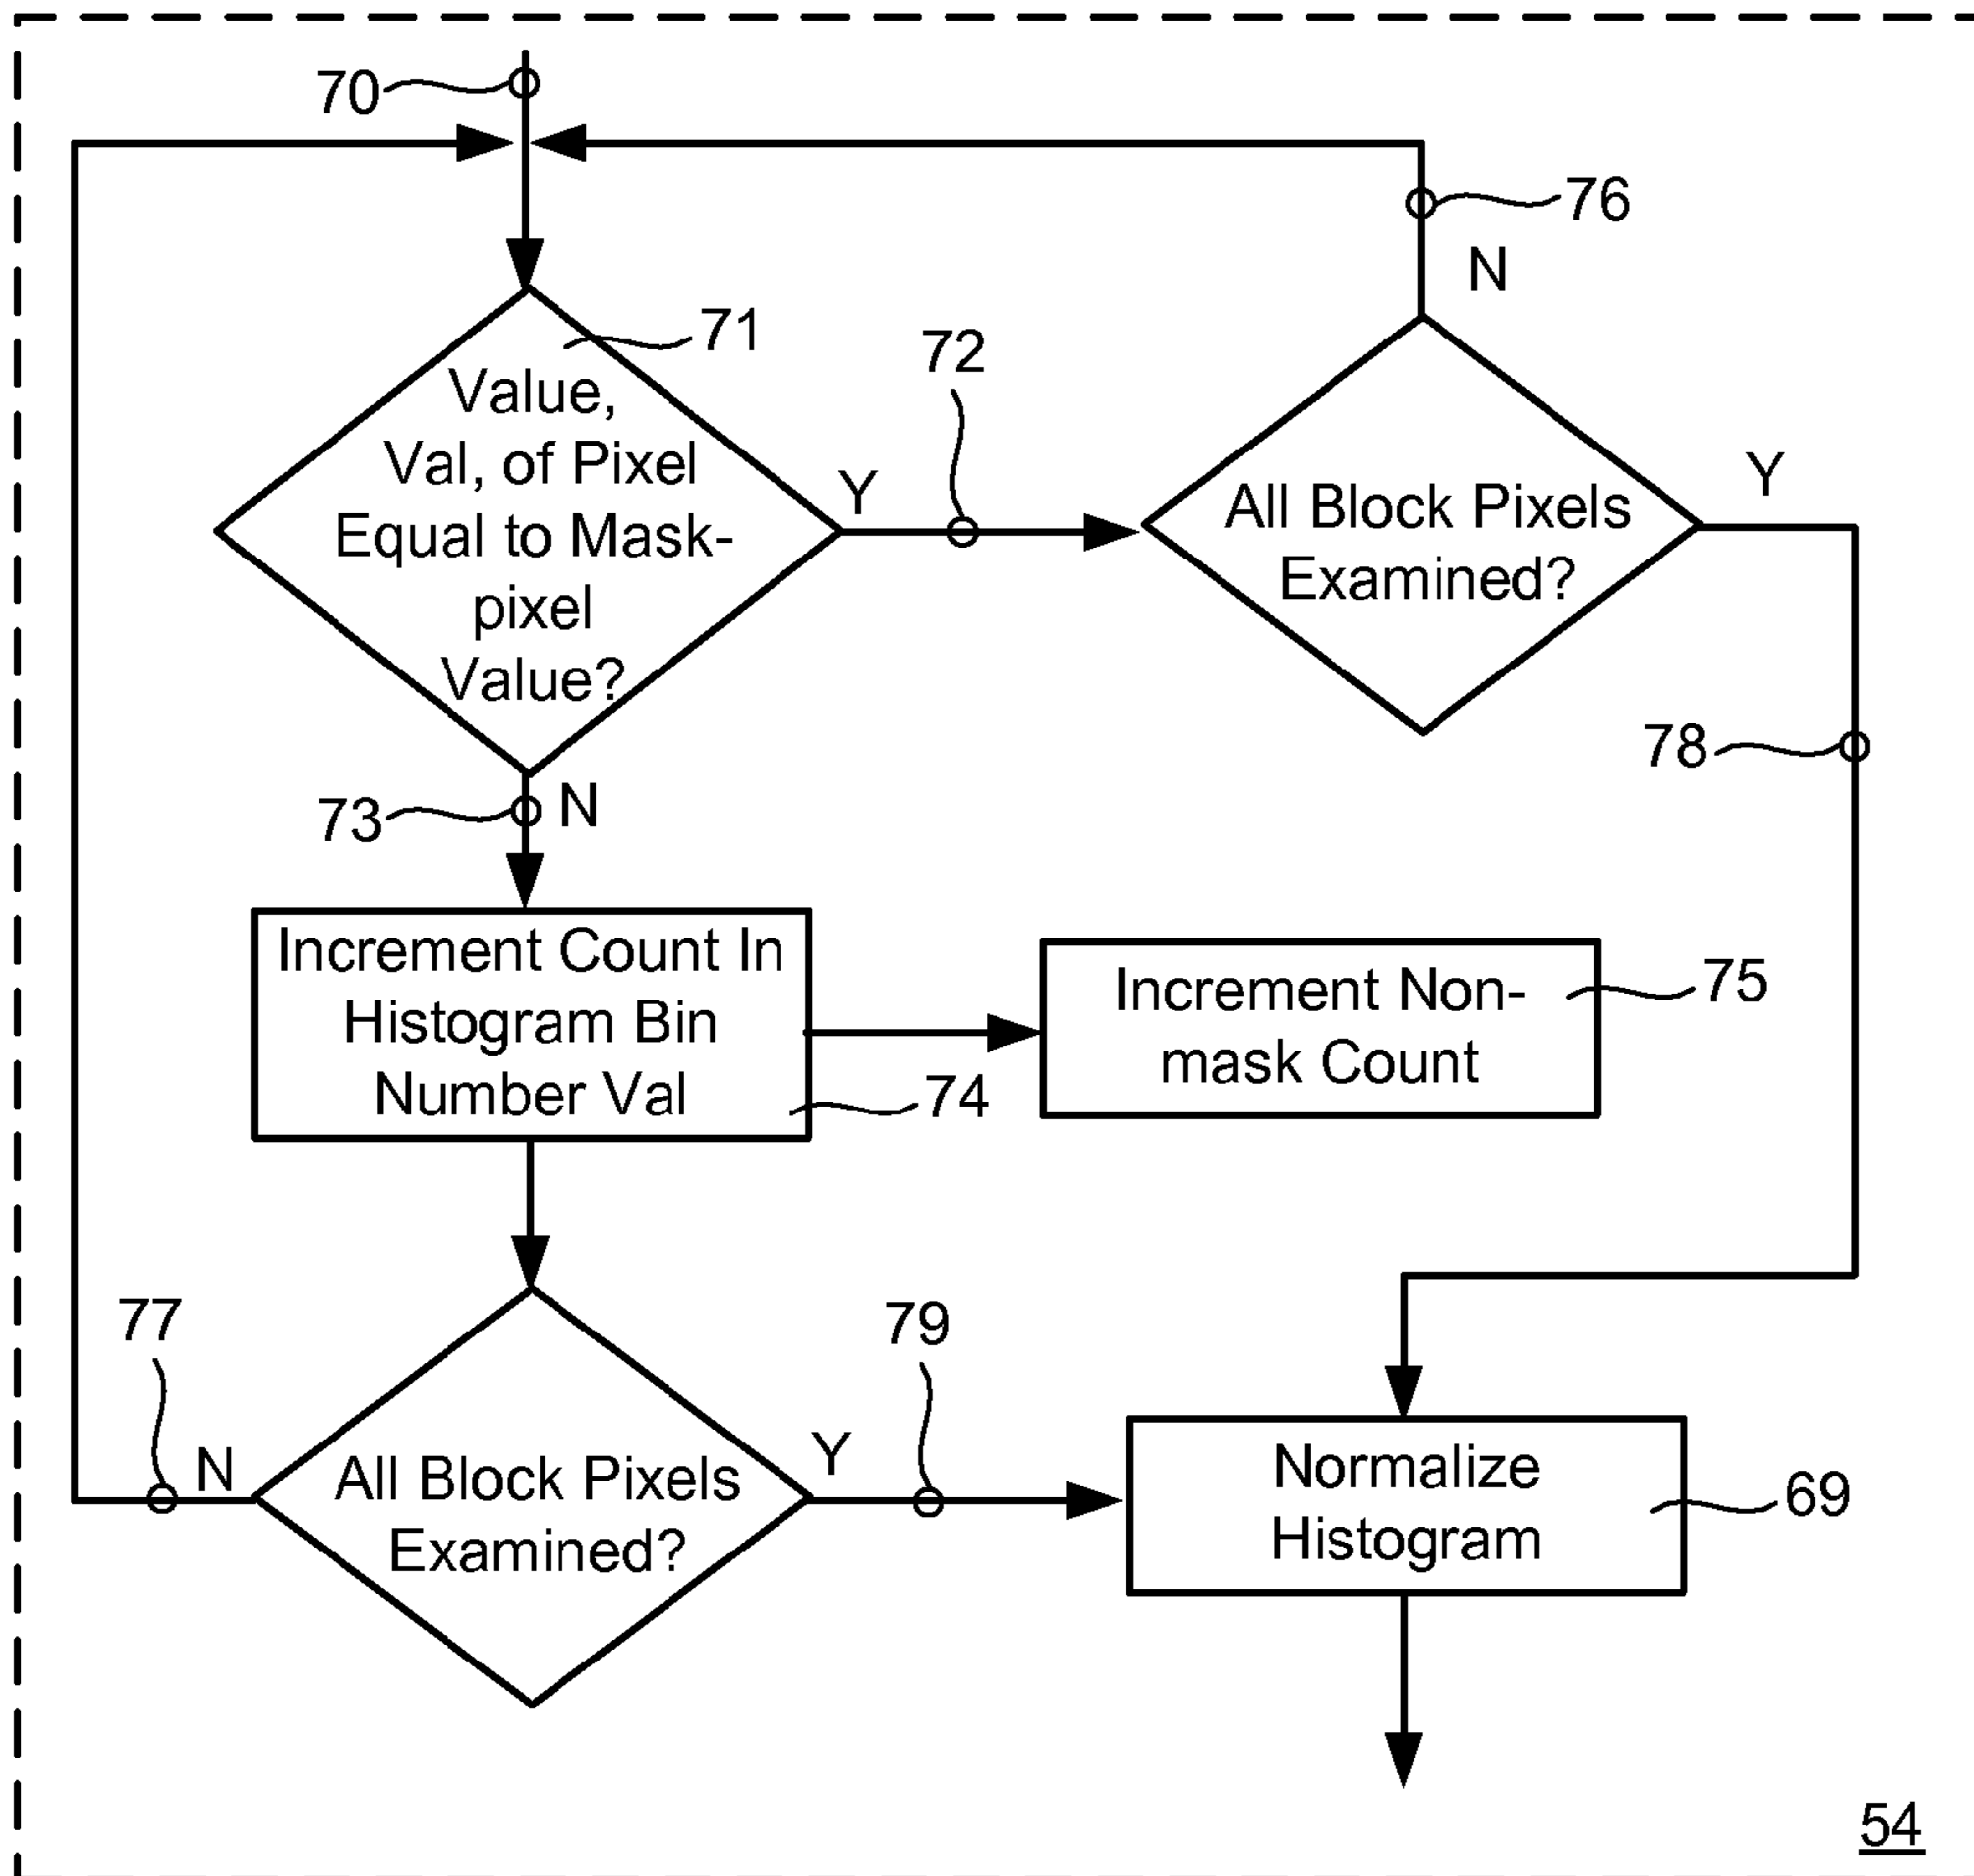 70
76
N
71
Value,
Val, of Pixel
Equal to Mask-
pixel
Value?
72
Y
All Block Pixels
Examined?
Y
78
73
N
Increment Count In
Histogram Bin
Number Val
74
Increment Non-
mask Count
75
77
N
All Block Pixels
Examined?
79
Y
Normalize
Histogram
69
54